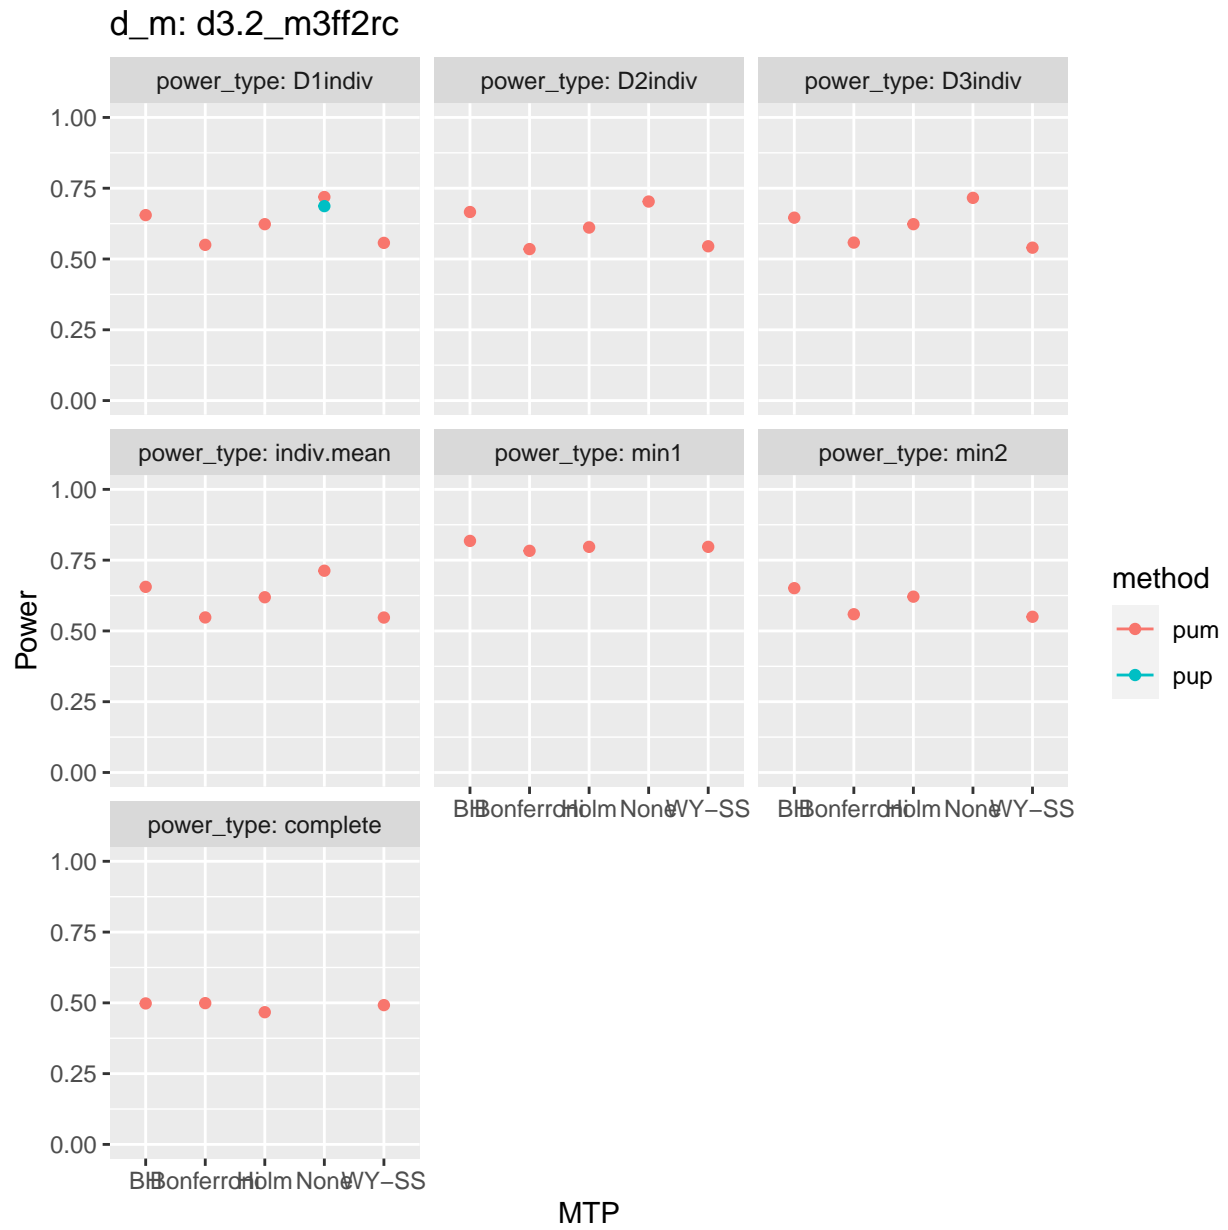 d_m: d3.2_m3ff2rc
power_type: D1indiv power_type: D2indiv power_type: D3indiv
1.00
0.75
0.50
0.25
0.00
power_type: indiv.mean power_type: min1 power_type: min2
1.00
0.75
0.50
0.25
0.00
BH Bonferroni Holm None WY−SS BH Bonferroni Holm None WY−SS
power_type: complete
1.00
0.75
0.50
0.25
0.00
BH Bonferroni Holm None WY−SS
MTP
Power
method
pum
pup